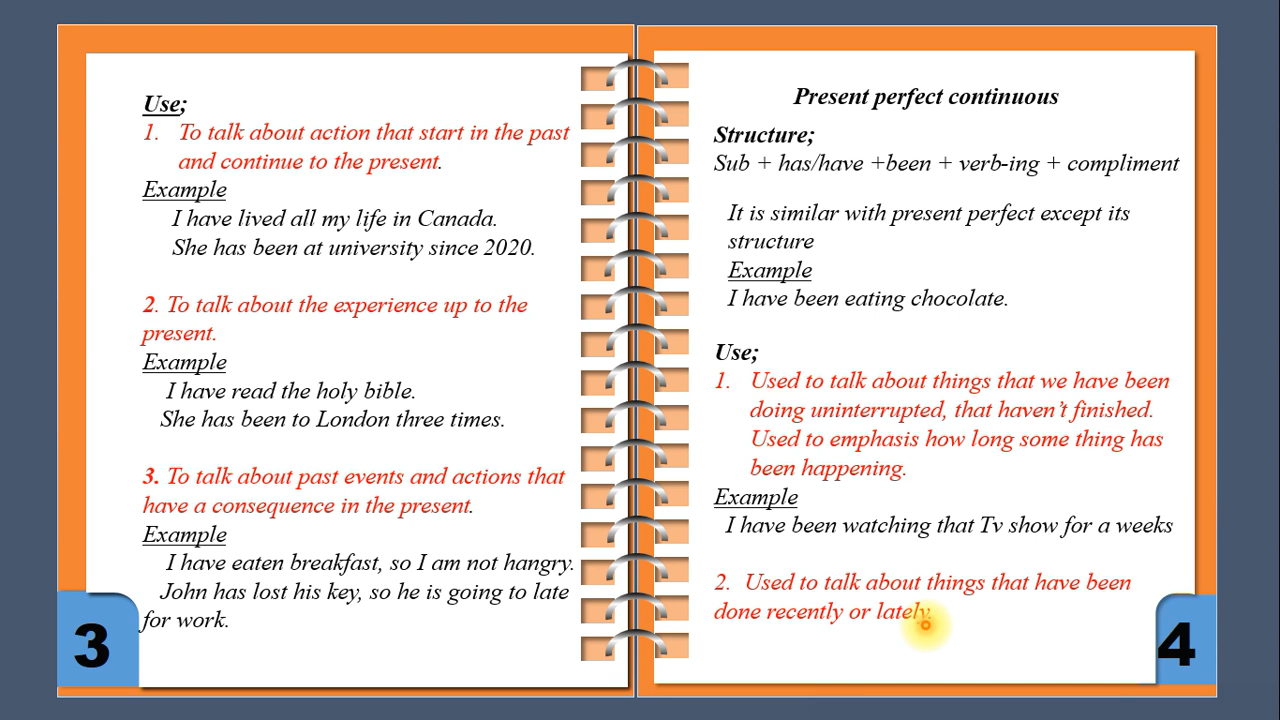 Use;
1. To talk about action that start in the past
and continue to the present.
Example
I have lived all my life in Canada.
She has been at university since 2020.
2. To talk about the experience up to the
present.
Example
I have read the holy bible.
She has been to London three times.
3. To talk about past events and actions that
have a consequence in the present.
Example
I have eaten breakfast, so I am not hangry.
John has lost his key, so he is going to late
for work.
3
Present perfect continuous
Structure;
Sub + has/have +been + verb-ing + compliment
It is similar with present perfect except its
structure
Example
I have been eating chocolate.
Use;
1. Used to talk about things that we have been
doing uninterrupted, that haven't finished.
Used to emphasis how long some thing has
been happening.
Example
I have been watching that Tv show for a weeks
2. Used to talk about things that have been
done recently or lately.
4